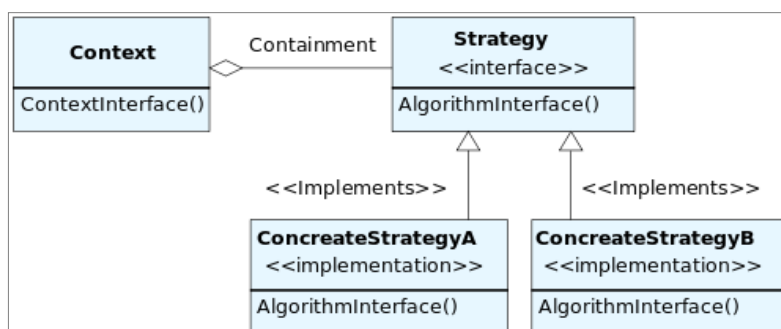 Context
Containment
Strategy
<<interface>>
ContextInterface()
AlgorithmInterface()
<<Implements>>
<<Implements>>
ConcreateStrategyA
<<implementation>>
AlgorithmInterface()
ConcreateStrategyB
<<implementation>>
AlgorithmInterface()